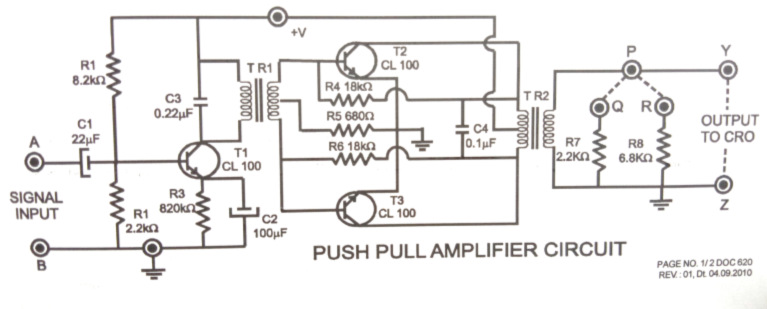 +V
R1
8.2kΩ
T R1
T2
CL 100
P
Y
C3
0.22µF
R4 18kΩ
T R2
Q
R
A
C1
22µF
R5 680Ω
C4
0.1µF
OUTPUT
TO CRO
T1
CL 100
R6 18kΩ
R7
2.2KΩ
R8
6.8KΩ
SIGNAL
INPUT
R1
2.2kΩ
R3
820kΩ
C2
100µF
T3
CL 100
Z
B
PUSH PULL AMPLIFIER CIRCUIT
PAGE NO. 1/ 2 DOC 620
REV.: 01, Dt. 04.09.2010